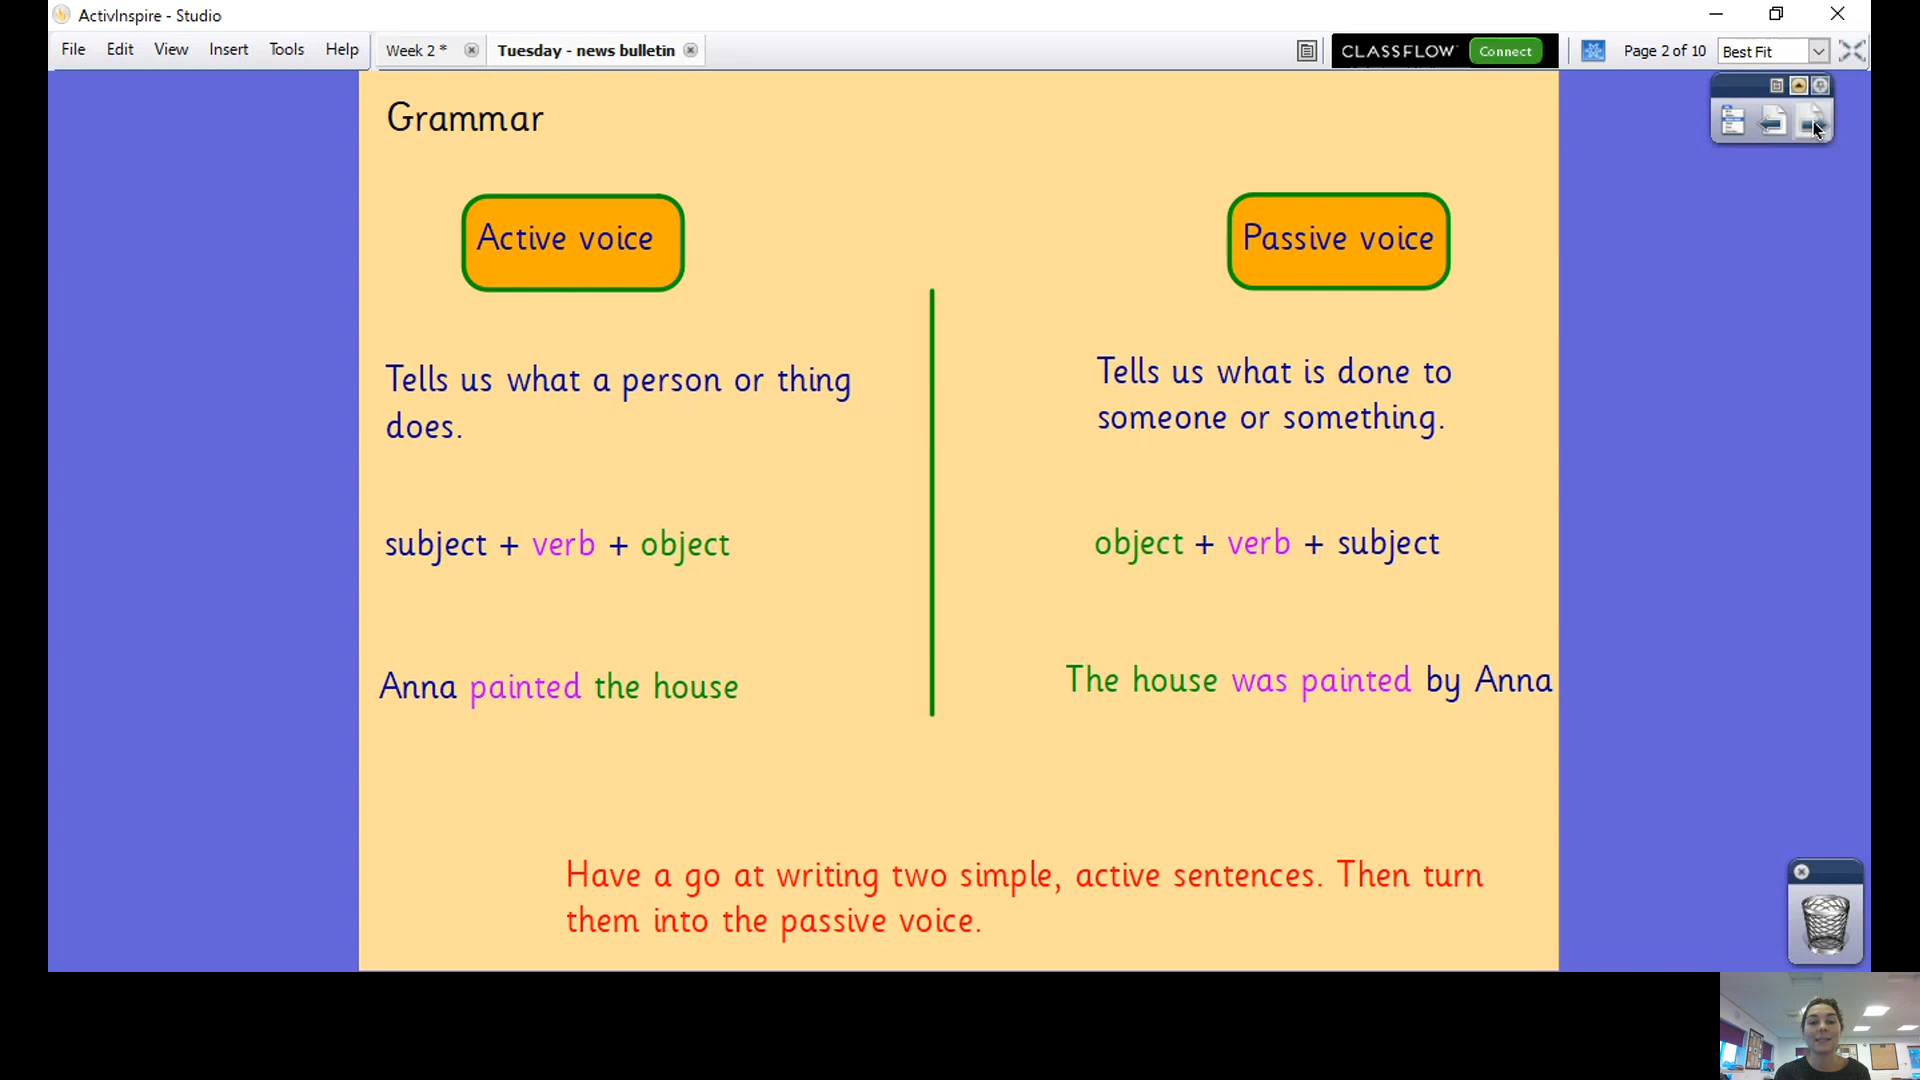 ActivInspire - Studio
File Edit View Insert Tools Help
Week 2 *
Tuesday - news bulletin
CLASSFLOW
Connect
Page 2 of 10
Best Fit
Grammar
Active voice
Passive voice
Tells us what a person or thing
does.
Tells us what is done to
someone or something.
subject + verb + object
object + verb + subject
Anna painted the house
The house was painted by Anna
Have a go at writing two simple, active sentences. Then turn
them into the passive voice.